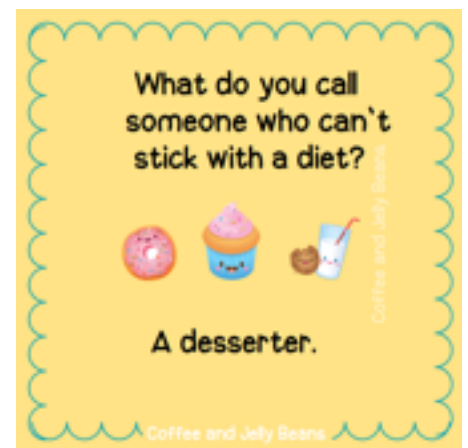 What do you call
someone who can`t
stick with a diet?
Coffee and Jelly Beans
A desserter.
Coffee and Jelly Beans